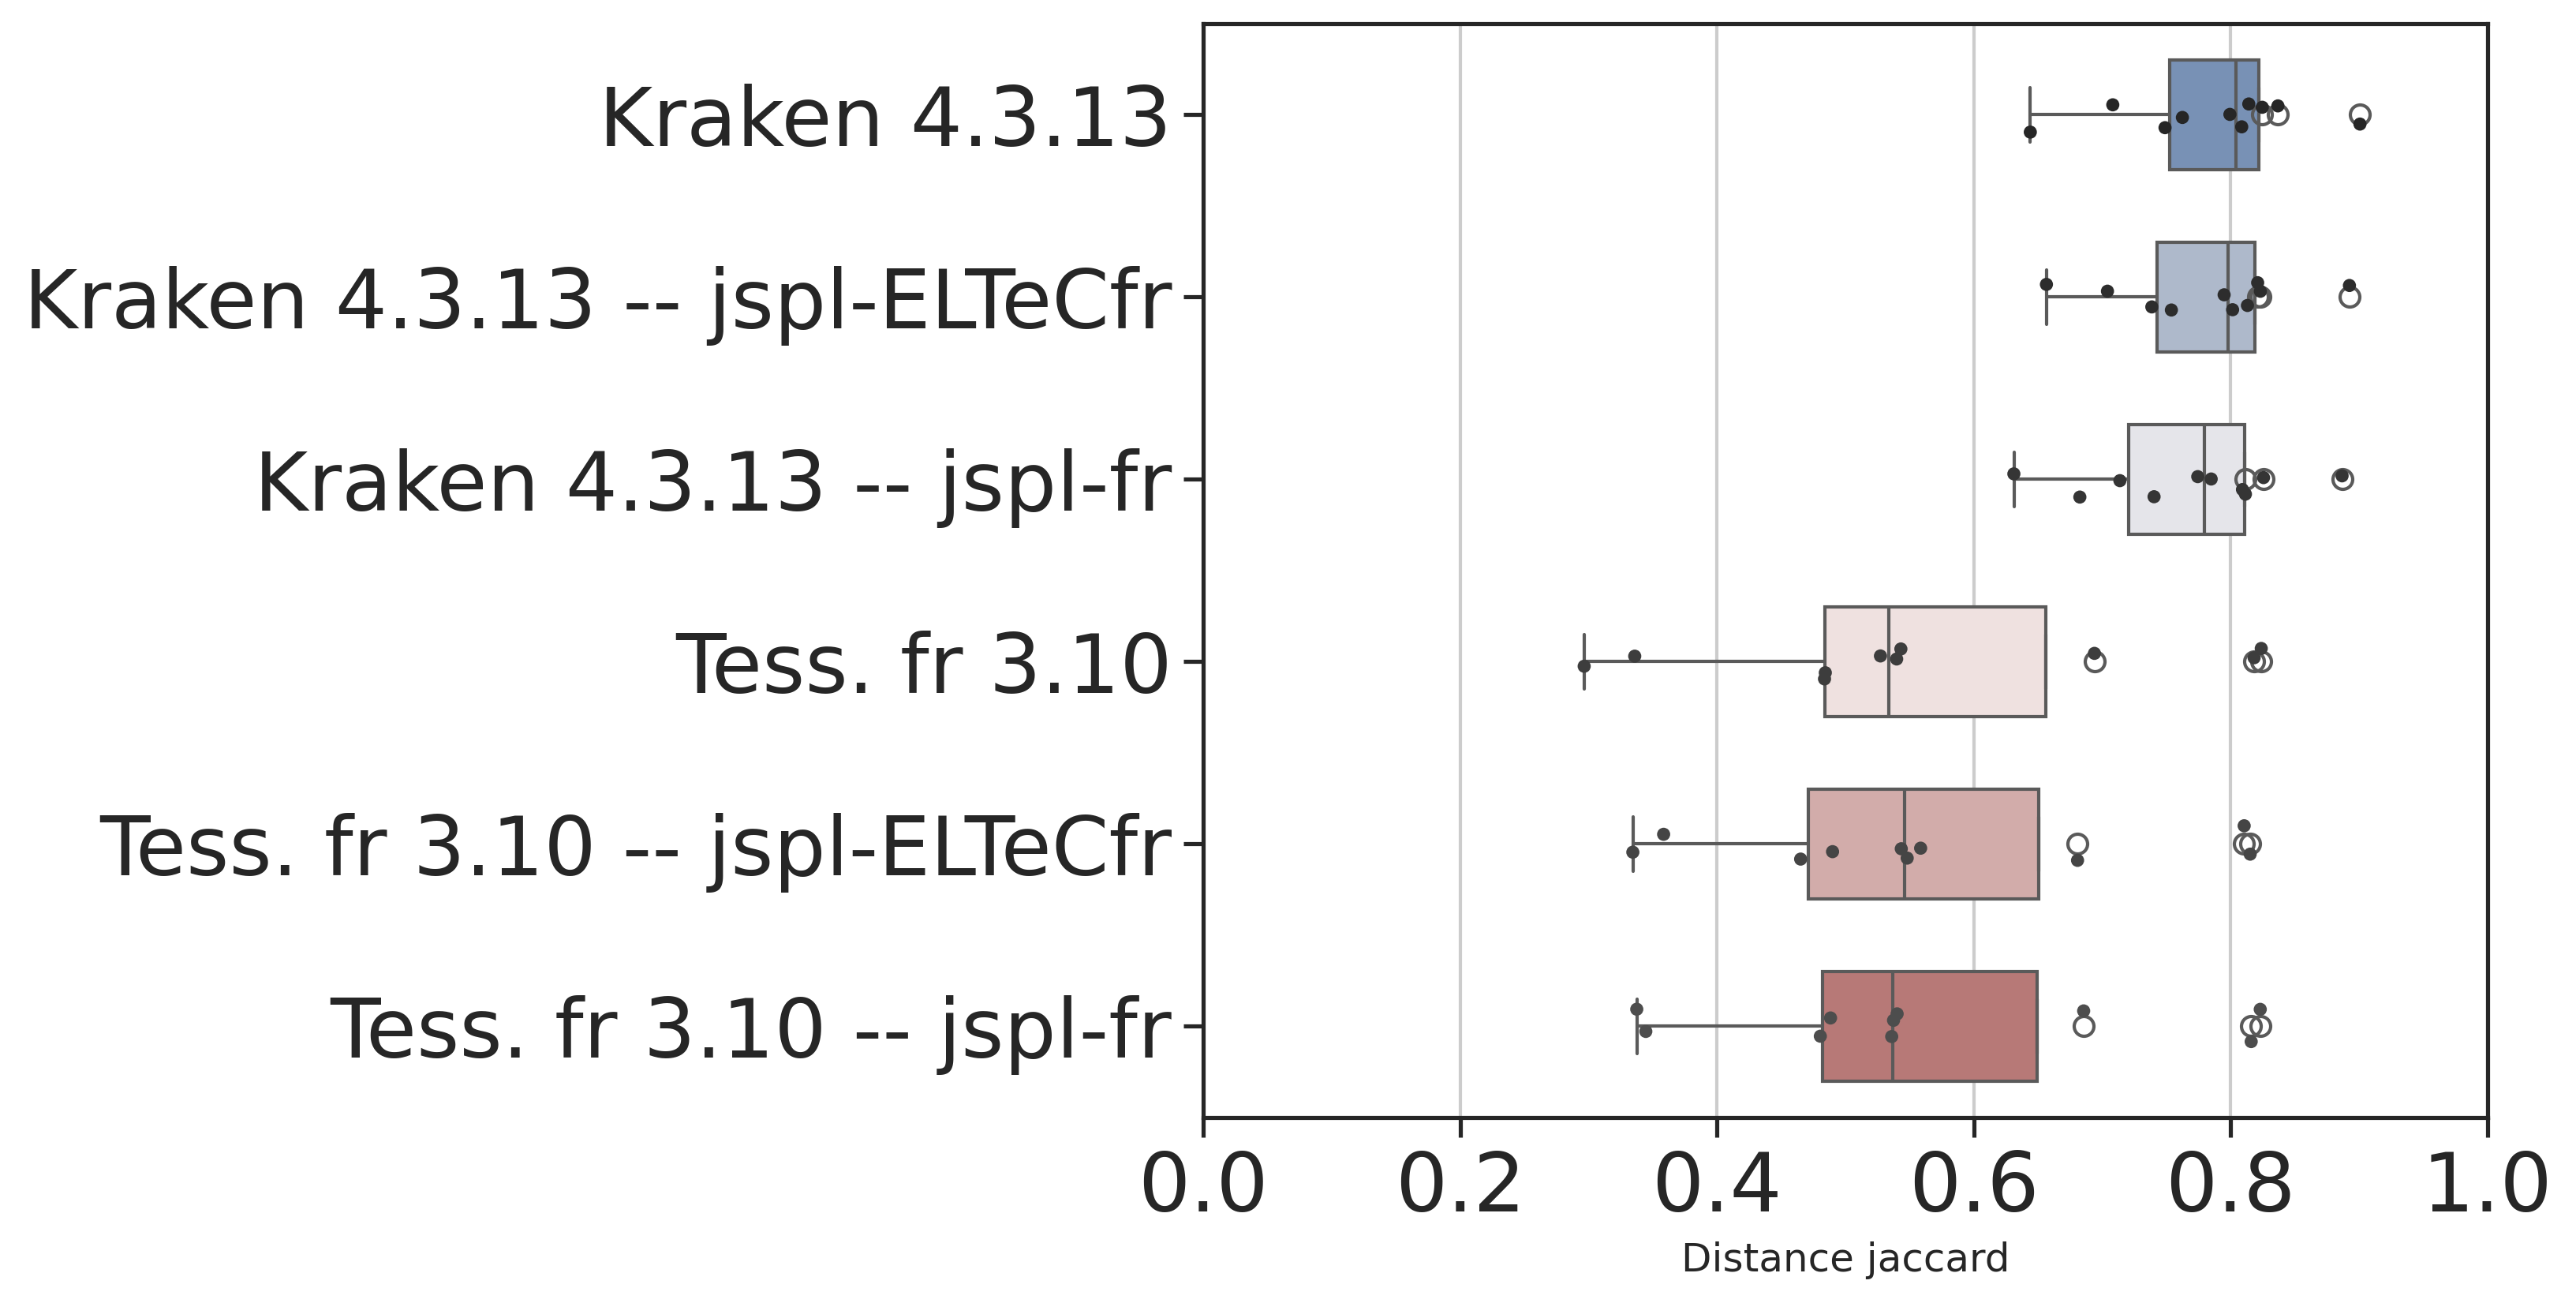 Kraken 4.3.13
Kraken 4.3.13 -- jspl-ELTeCfr
Kraken 4.3.13 -- jspl-fr
Tess. fr 3.10
Tess. fr 3.10 -- jspl-ELTeCfr
Tess. fr 3.10 -- jspl-fr
0.0 0.2 0.4 0.6 0.8 1.0
Distance jaccard